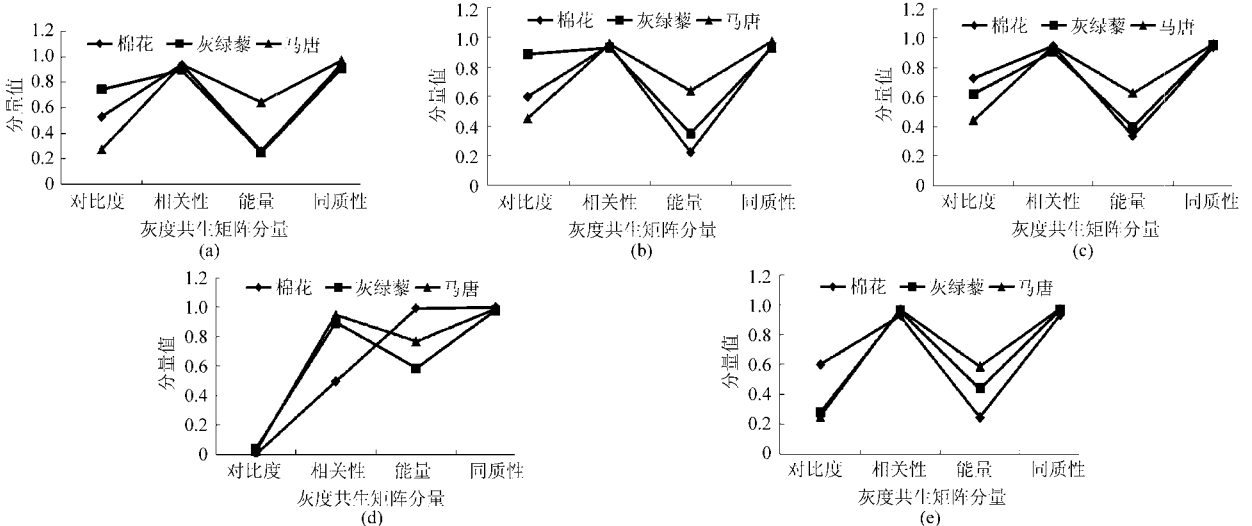 1.2
1.0
0.8
0.6
0.4
0.2
0
分量值
棉花 灰绿藜 马唐
对比度 相关性 能量 同质性
灰度共生矩阵分量
(a)
1.2
1.0
0.8
0.6
0.4
0.2
0
分量值
棉花 灰绿藜 马唐
对比度 相关性 能量 同质性
灰度共生矩阵分量
(b)
1.2
1.0
0.8
0.6
0.4
0.2
0
分量值
棉花 灰绿藜 马唐
对比度 相关性 能量 同质性
灰度共生矩阵分量
(c)
1.2
1.0
0.8
0.6
0.4
0.2
0
分量值
棉花 灰绿藜 马唐
对比度 相关性 能量 同质性
灰度共生矩阵分量
(d)
1.2
1.0
0.8
0.6
0.4
0.2
0
分量值
棉花 灰绿藜 马唐
对比度 相关性 能量 同质性
灰度共生矩阵分量
(e)